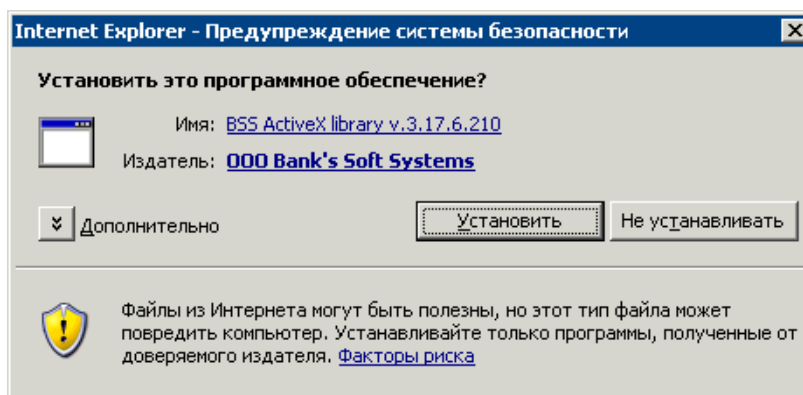 Internet Explorer - Предупреждение системы безопасности
Установить это программное обеспечение?
Имя: BSS ActiveX library v.3.17.6.210
Издатель: ООО Bank's Soft Systems
Дополнительно
Установить
Не устанавливать
Файлы из Интернета могут быть полезны, но этот тип файла может
повредить компьютер. Устанавливайте только программы, полученные от
доверяемого издателя. Факторы риска